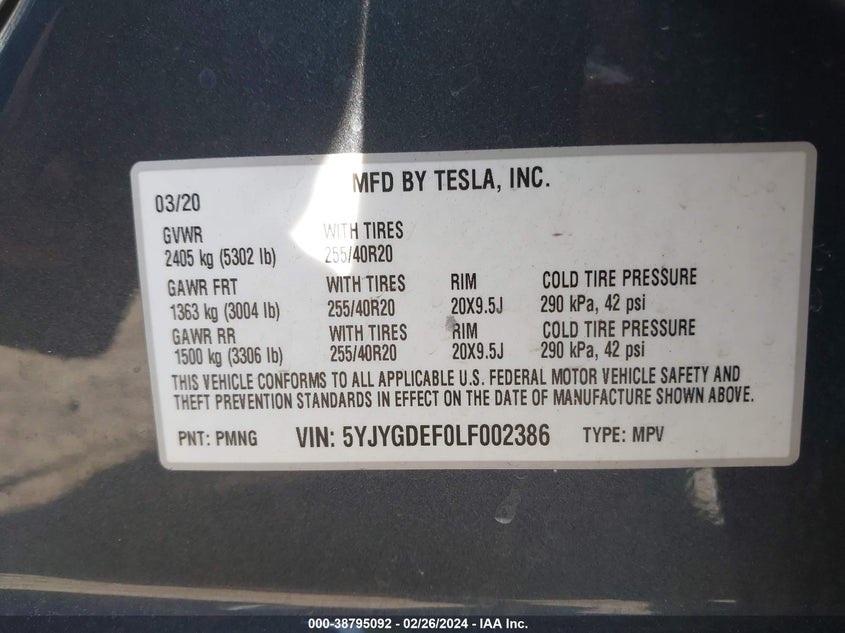 MFD BY TESLA, INC.
03/20
GVWR WITH TIRES
2405 kg (5302 lb) 255/40R20
GAWR FRT WITH TIRES RIM COLD TIRE PRESSURE
1363 kg (3004 lb) 255/40R20 20X9.5J 290 kPa, 42 psi
GAWR RR WITH TIRES RIM COLD TIRE PRESSURE
1500 kg (3306 lb) 255/40R20 20X9.5J 290 kPa, 42 psi
THIS VEHICLE CONFORMS TO ALL APPLICABLE U.S. FEDERAL MOTOR VEHICLE SAFETY AND
THEFT PREVENTION STANDARDS IN EFFECT ON THE DATE OF MANUFACTURE SHOWN ABOVE.
PNT: PMNG VIN: 5YJYGDEF0LF002386 TYPE: MPV
000-38795092 - 02/26/2024 - IAA Inc.